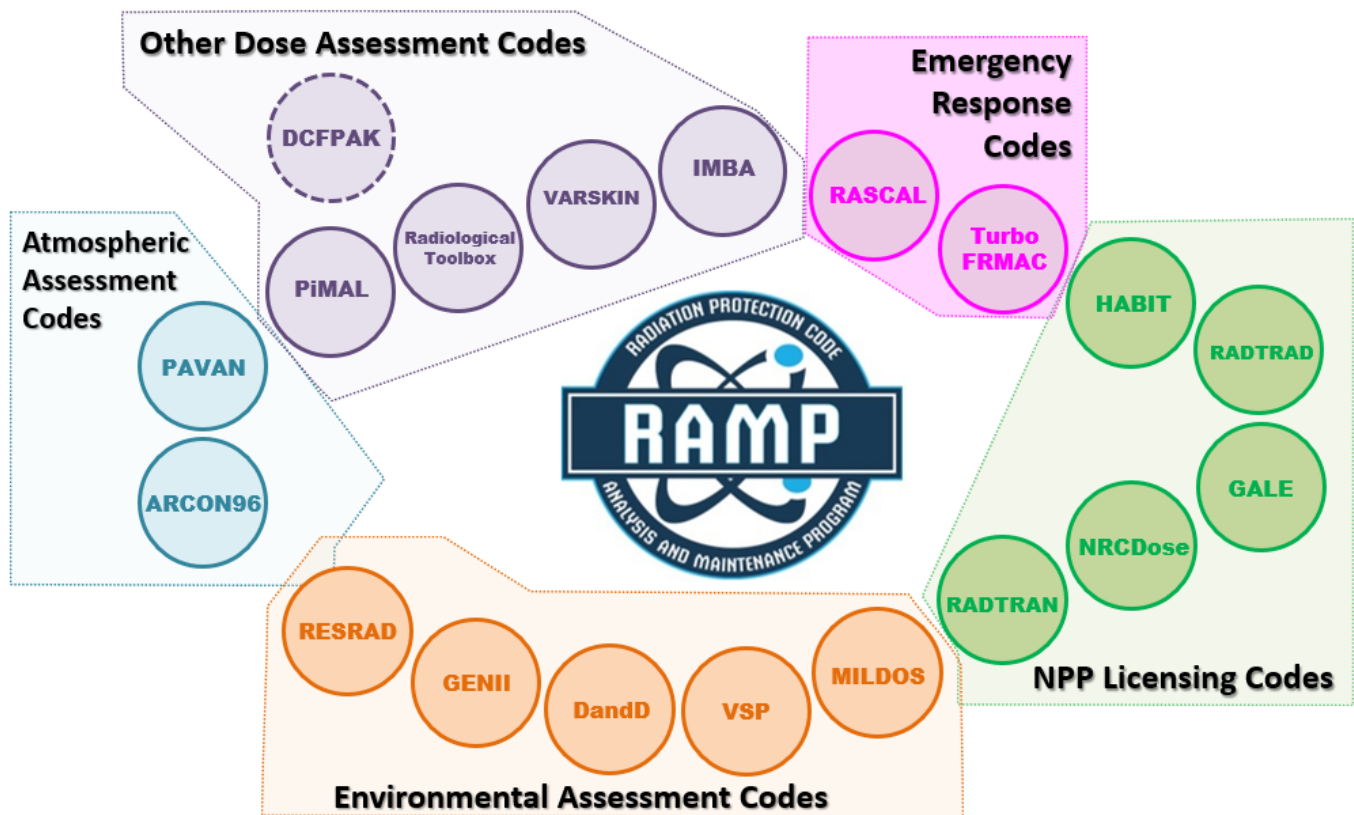 Other Dose Assessment Codes
DCFPAK
PiMAL
Radiological
Toolbox
VARSKIN
IMBA
Emergency
Response
Codes
RASCAL
Turbo
FRMAC
Atmospheric
Assessment
Codes
PAVAN
ARCON96
RADIATION PROTECTION CODE
RAMP
ANALYSIS AND MAINTENANCE PROGRAM
HABIT
RADTRAD
GALE
NRCDose
RADTRAN
NPP Licensing Codes
RESRAD
GENII
DandD
VSP
MILDOS
Environmental Assessment Codes